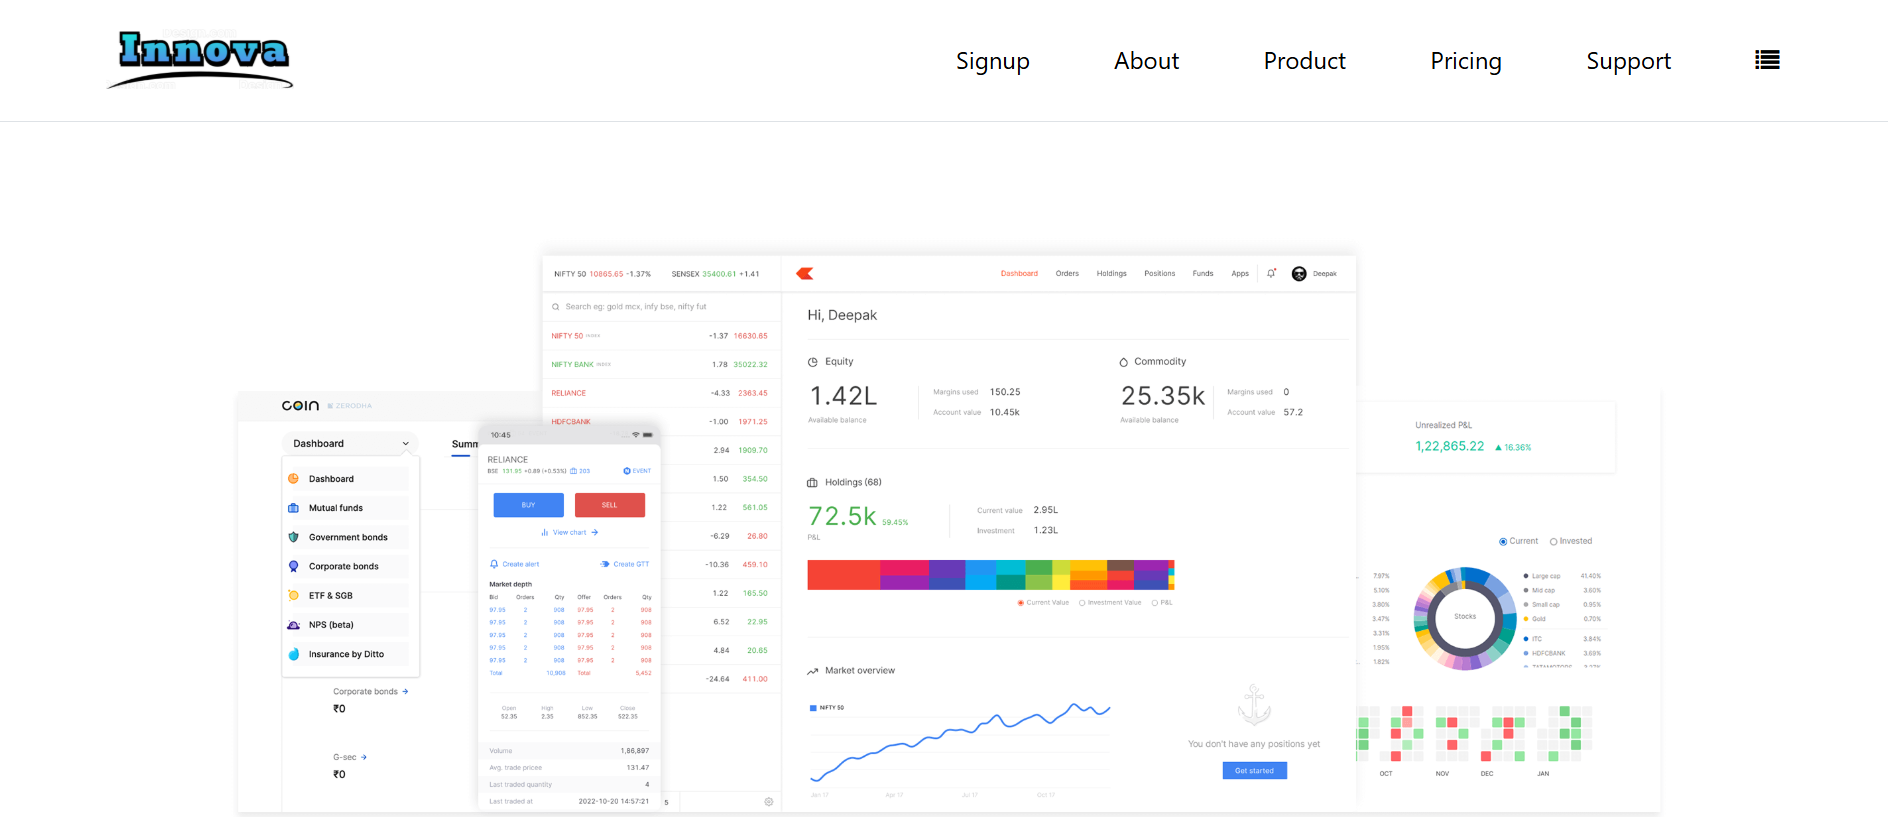 Innova
Signup About Product Pricing Support
NIFTY 50 10865.65 -1.37% SENSEX 35400.61 +1.41
Dashboard Orders Holdings Positions Funds Apps Deepak
Search eg: gold mcx, infy bse, nifty fut
NIFTY 50 INDEX -1.37 16630.65
NIFTY BANK INDEX 1.78 35022.32
RELIANCE -4.33 2363.45
HDFCBANK -1.00 1971.25
2.94 1909.70
1.50 354.50
1.22 561.05
-6.29 26.80
-10.36 459.10
1.22 165.50
6.52 22.95
4.84 20.65
-24.64 411.00
5
Hi, Deepak
Equity
1.42L
Available balance
Margins used 150.25
Account value 10.45k
Commodity
25.35k
Available balance
Margins used 0
Account value 57.2
Holdings (68)
72.5k 59.45%
P&L
Current value 2.95L
Investment 1.23L
Current Value Investment Value P&L
Market overview
NIFTY 50
Jan 17 Apr 17 Jul 17 Oct 17
You don't have any positions yet
Get started
COIN ZERODHA
Dashboard
Summ
Dashboard
Mutual funds
Government bonds
Corporate bonds
ETF & SGB
NPS (beta)
Insurance by Ditto
Corporate bonds →
₹0
G-sec →
₹0
10:45
RELIANCE
BSE 131.95 +0.89 (+0.53%) 203 EVENT
BUY SELL
View chart →
Create alert Create GTT
Market depth
Bid Orders Qty Offer Orders Qty
97.95 2 908 97.95 2 908
97.95 2 908 97.95 2 908
97.95 2 908 97.95 2 908
97.95 2 908 97.95 2 908
97.95 2 908 97.95 2 908
Total 10,908 Total 5,452
Open High Low Close
52.35 2.35 852.35 522.35
Volume 1,86,897
Avg. trade pricee 131.47
Last traded quantity 4
Last traded at 2022-10-20 14:57:21
Unrealized P&L
1,22,865.22 ▲ 16.36%
Current Invested
7.97%
5.10%
3.80%
3.47%
3.31%
1.95%
1.82%
Stocks
Large cap 41.40%
Mid cap 3.60%
Small cap 0.95%
Gold 0.70%
ITC 3.84%
HDFCBANK 3.69%
OCT NOV DEC JAN